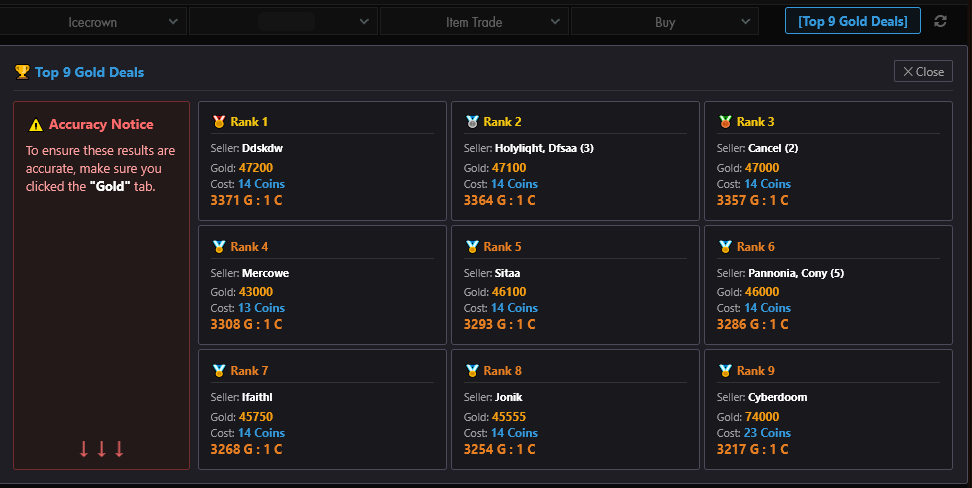 Icecrown
Item Trade
Buy
[Top 9 Gold Deals]
Top 9 Gold Deals
Close
Accuracy Notice
To ensure these results are
accurate, make sure you
clicked the "Gold" tab.
↓↓↓
Rank 1
Seller: Ddskdw
Gold: 47200
Cost: 14 Coins
3371 G : 1 C
Rank 2
Seller: Holyliqht, Dfsaa (3)
Gold: 47100
Cost: 14 Coins
3364 G : 1 C
Rank 3
Seller: Cancel (2)
Gold: 47000
Cost: 14 Coins
3357 G : 1 C
Rank 4
Seller: Mercowe
Gold: 43000
Cost: 13 Coins
3308 G : 1 C
Rank 5
Seller: Sitaa
Gold: 46100
Cost: 14 Coins
3293 G : 1 C
Rank 6
Seller: Pannonia, Cony (5)
Gold: 46000
Cost: 14 Coins
3286 G : 1 C
Rank 7
Seller: Ifaithl
Gold: 45750
Cost: 14 Coins
3268 G : 1 C
Rank 8
Seller: Jonik
Gold: 45555
Cost: 14 Coins
3254 G : 1 C
Rank 9
Seller: Cyberdoom
Gold: 74000
Cost: 23 Coins
3217 G : 1 C